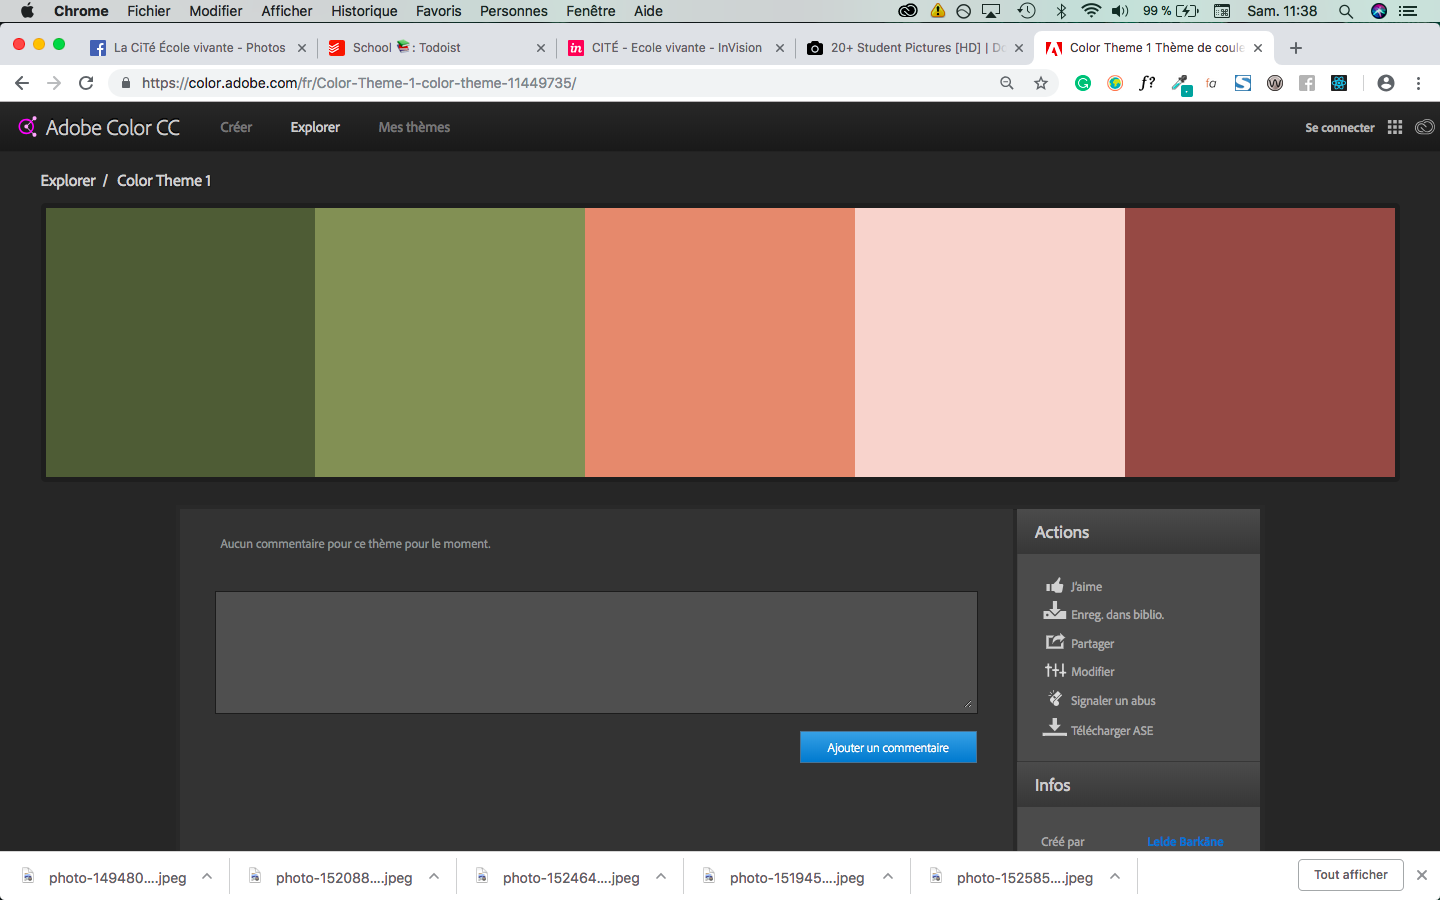 Chrome Fichier Modifier Afficher Historique Favoris Personnes Fenêtre Aide 99 % Sam. 11:38
La CiTé École vivante - Photos School : Todoist CITÉ - Ecole vivante - InVision 20+ Student Pictures [HD] | Do Color Theme 1 Thème de coule
https://color.adobe.com/fr/Color-Theme-1-color-theme-11449735/
Adobe Color CC Créer Explorer Mes thèmes Se connecter
Explorer / Color Theme 1
Aucun commentaire pour ce thème pour le moment.
Ajouter un commentaire
Actions
J'aime
Enreg. dans biblio.
Partager
Modifier
Signaler un abus
Télécharger ASE
Infos
Créé par Lelde Barkāne
photo-149480....jpeg photo-152088....jpeg photo-152464....jpeg photo-151945....jpeg photo-152585....jpeg Tout afficher